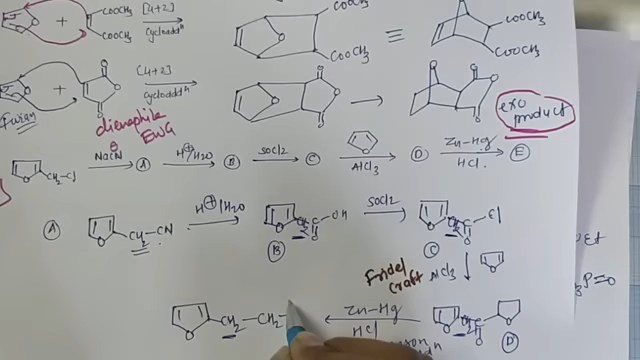 COOCH3
+ COOCH3 [4+2] COOCH3 ≡ COOCH3
COOCH3 cycloaddn COOCH3
O O
+ O [4+2] O → O exo
Furan O cycloaddn O O product
dienophile
EWG
CH2-Cl NaCN → A H⊕/H2O → B SOCl2 → C AlCl3 → D Zn-Hg HCl. → E
A CH2-CN H⊕/H2O → C-OH SOCl2 → C-Cl
B C
Fridel AlCl3
craft
CH2-CH2- Zn-Hg
HCl D
OEt
P=O